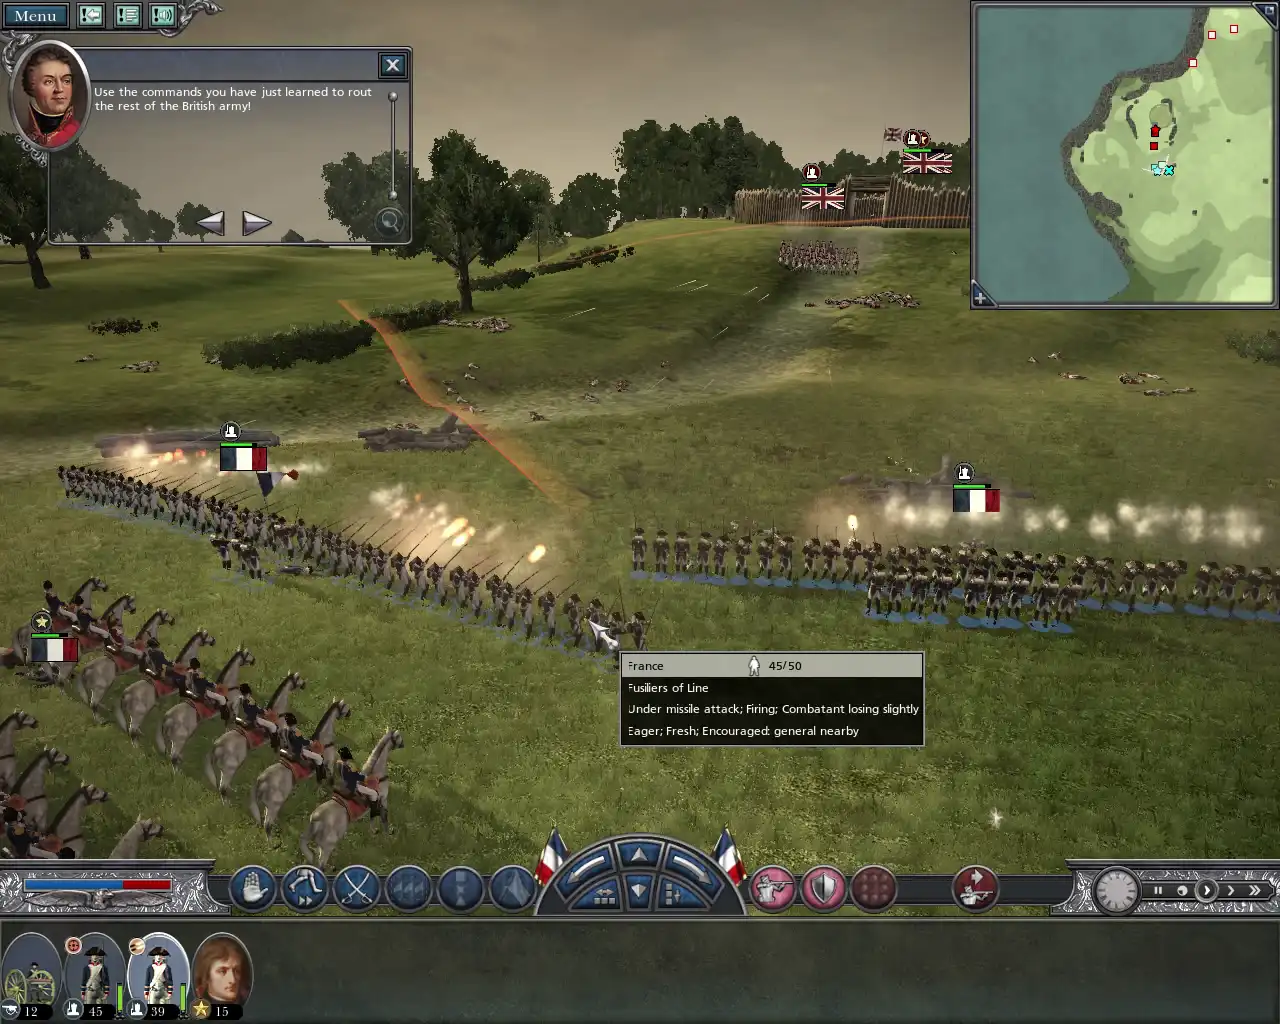 Menu
Use the commands you have just learned to rout
the rest of the British army!
France 45/50
Fusiliers of Line
Under missile attack; Firing; Combatant losing slightly
Eager; Fresh; Encouraged: general nearby
12 45 39 15